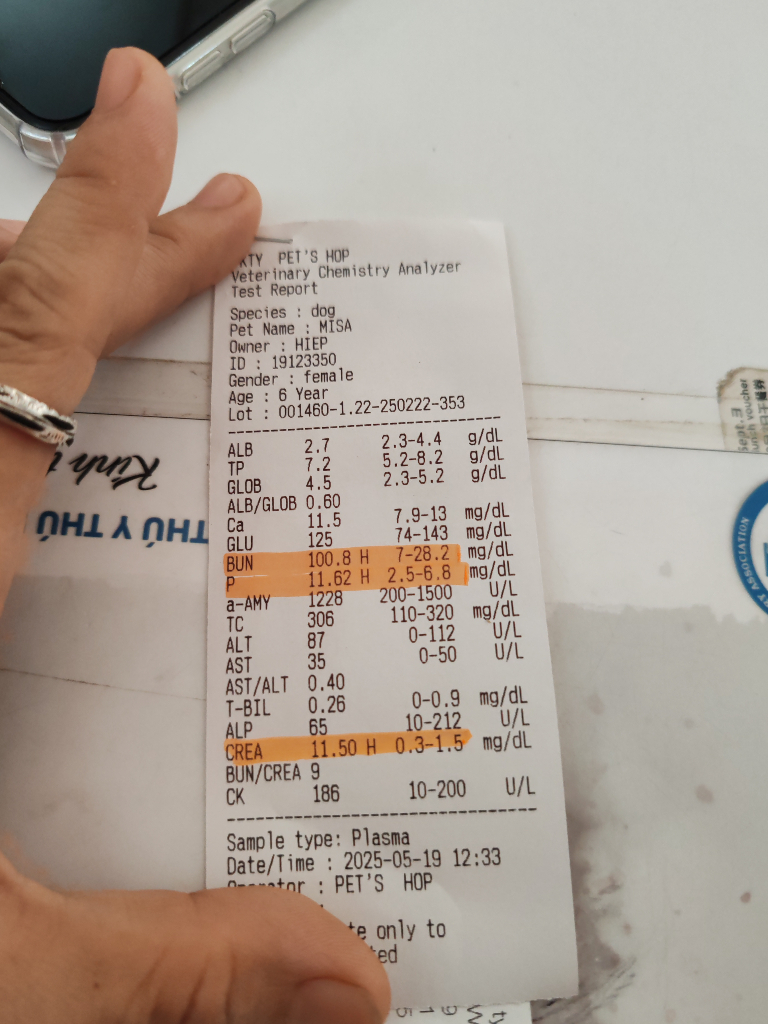 PET'S HOP
Veterinary Chemistry Analyzer
Test Report
Species : dog
Pet Name : MISA
Owner : HIEP
ID : 19123350
Gender : female
Age : 6 Year
Lot : 001460-1.22-250222-353
ALB 2.7 2.3-4.4 g/dL
TP 7.2 5.2-8.2 g/dL
GLOB 4.5 2.3-5.2 g/dL
ALB/GLOB 0.60
Ca 11.5 7.9-13 mg/dL
GLU 125 74-143 mg/dL
BUN 100.8 H 7-28.2 mg/dL
P 11.62 H 2.5-6.8 mg/dL
a-AMY 1228 200-1500 U/L
TC 306 110-320 mg/dL
ALT 87 0-112 U/L
AST 35 0-50 U/L
AST/ALT 0.40
T-BIL 0.26 0-0.9 mg/dL
ALP 65 10-212 U/L
CREA 11.50 H 0.3-1.5 mg/dL
BUN/CREA 9
CK 186 10-200 U/L
Sample type: Plasma
Date/Time : 2025-05-19 12:33
: PET'S HOP
only to
Kính
THÚ Y THÚ
Sept. 3
voucher
ASSOCIATION